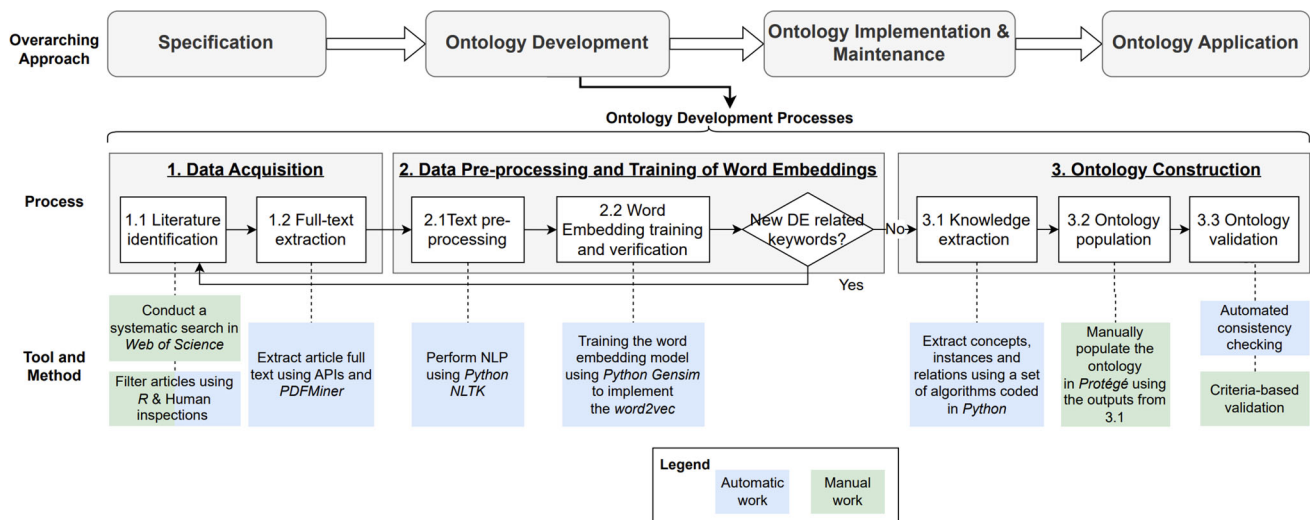 Overarching
Approach
Specification
Ontology Development
Ontology Implementation &
Maintenance
Ontology Application
Ontology Development Processes
Process
1. Data Acquisition
1.1 Literature
identification
1.2 Full-text
extraction
2. Data Pre-processing and Training of Word Embeddings
2.1Text pre-
processing
2.2 Word
Embedding training
and verification
New DE related
keywords?
No
Yes
3. Ontology Construction
3.1 Knowledge
extraction
3.2 Ontology
population
3.3 Ontology
validation
Tool and
Method
Conduct a
systematic search in
Web of Science
Filter articles using
R & Human
inspections
Extract article full
text using APIs and
PDFMiner
Perform NLP
using Python
NLTK
Training the word
embedding model
using Python Gensim
to implement
the word2vec
Extract concepts,
instances and
relations using a set
of algorithms coded
in Python
Manually
populate the
ontology
in Protégé using
the outputs from
3.1
Automated
consistency
checking
Criteria-based
validation
Legend
Automatic
work
Manual
work